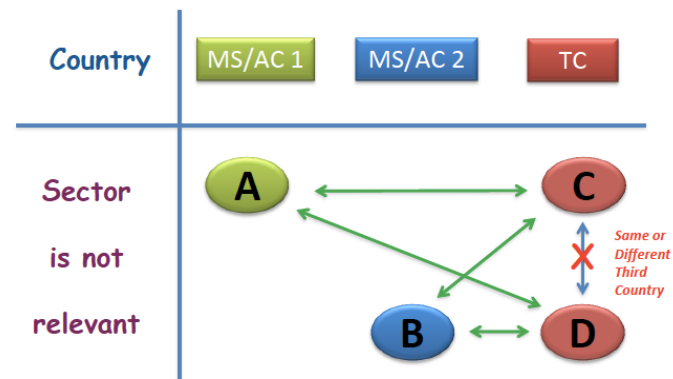 Country
MS/AC 1
MS/AC 2
TC
Sector
is not
relevant
A
C
B
D
Same or
Different
Third
Country